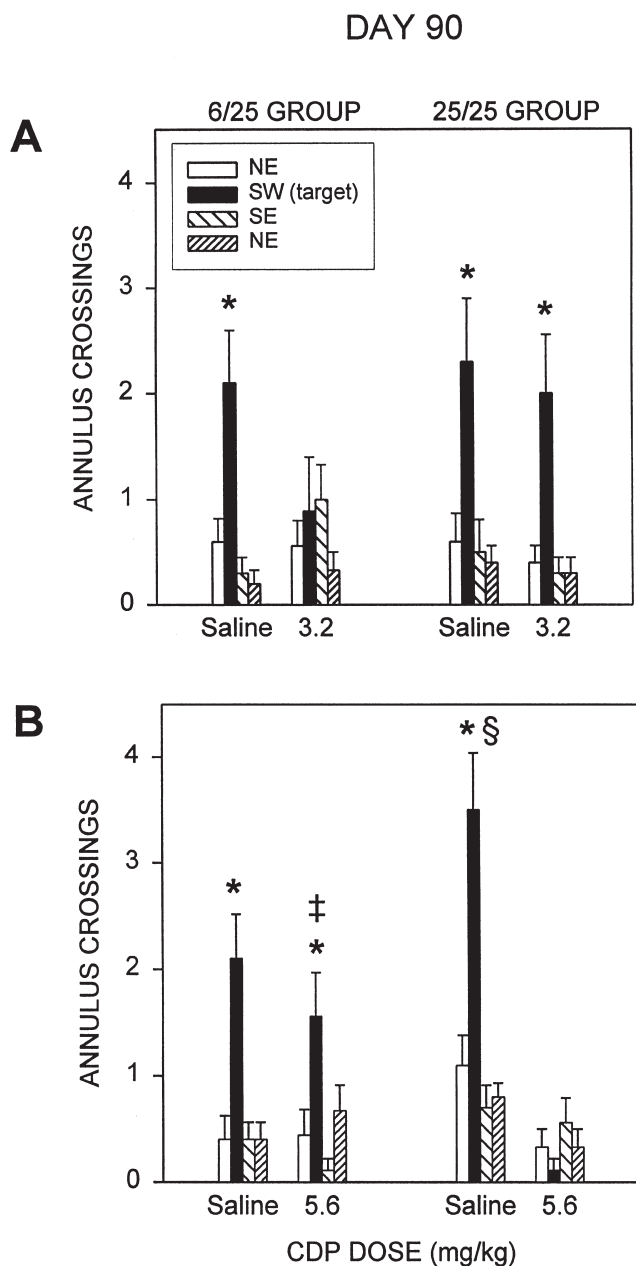 DAY 90
6/25 GROUP 25/25 GROUP
A
NE
SW (target)
SE
NE
4
3
2
1
0
ANNULUS CROSSINGS
* * *
Saline 3.2 Saline 3.2
B
* §
4
3
2
1
0
ANNULUS CROSSINGS
* ‡ *
Saline 5.6 Saline 5.6
CDP DOSE (mg/kg)